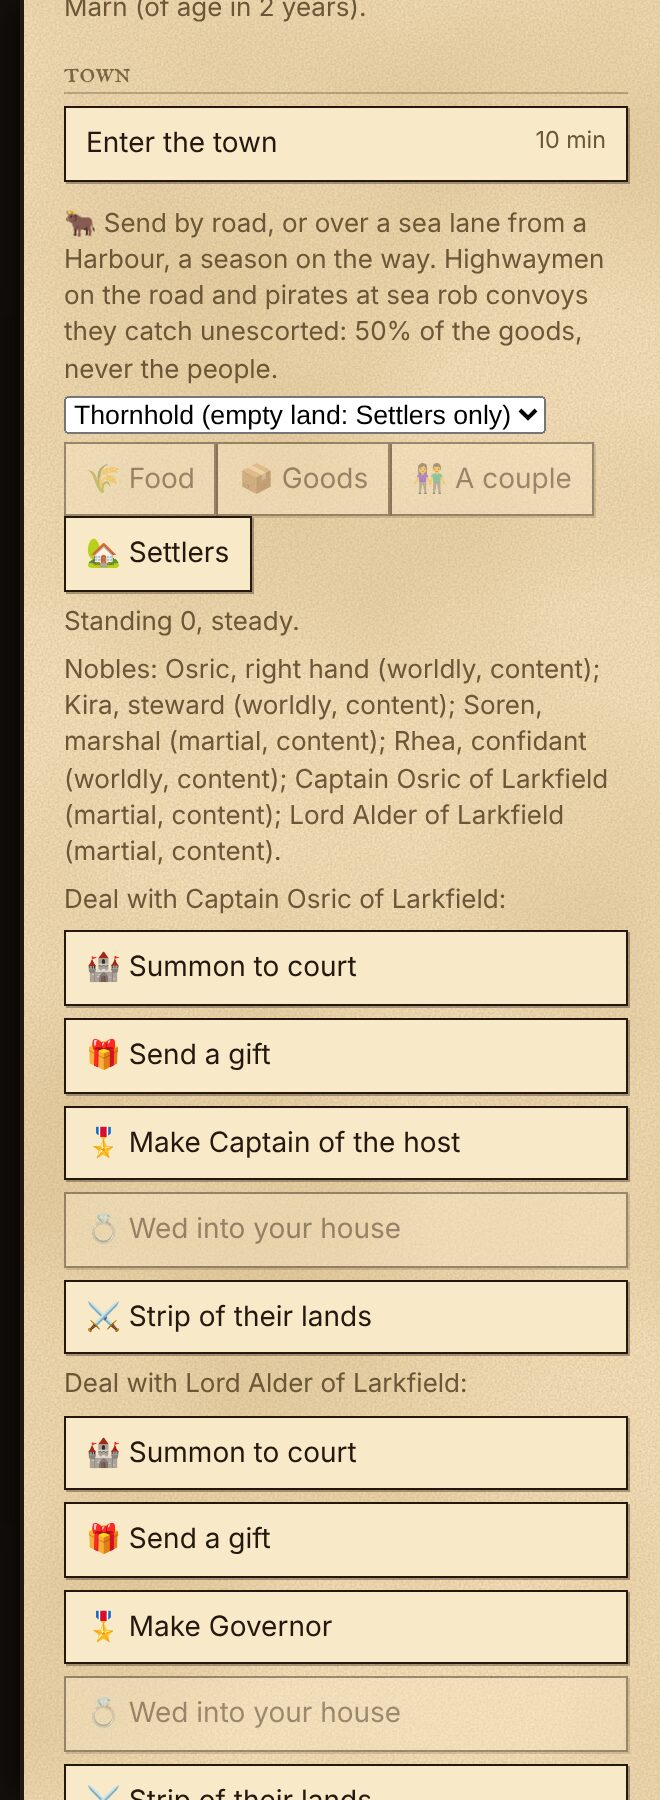 Marn (of age in 2 years).
TOWN
Enter the town
10 min
Send by road, or over a sea lane from a
Harbour, a season on the way. Highwaymen
on the road and pirates at sea rob convoys
they catch unescorted: 50% of the goods,
never the people.
Thornhold (empty land: Settlers only)
Food
Goods
A couple
Settlers
Standing 0, steady.
Nobles: Osric, right hand (worldly, content);
Kira, steward (worldly, content); Soren,
marshal (martial, content); Rhea, confidant
(worldly, content); Captain Osric of Larkfield
(martial, content); Lord Alder of Larkfield
(martial, content).
Deal with Captain Osric of Larkfield:
Summon to court
Send a gift
Make Captain of the host
Wed into your house
Strip of their lands
Deal with Lord Alder of Larkfield:
Summon to court
Send a gift
Make Governor
Wed into your house
Strip of their lands